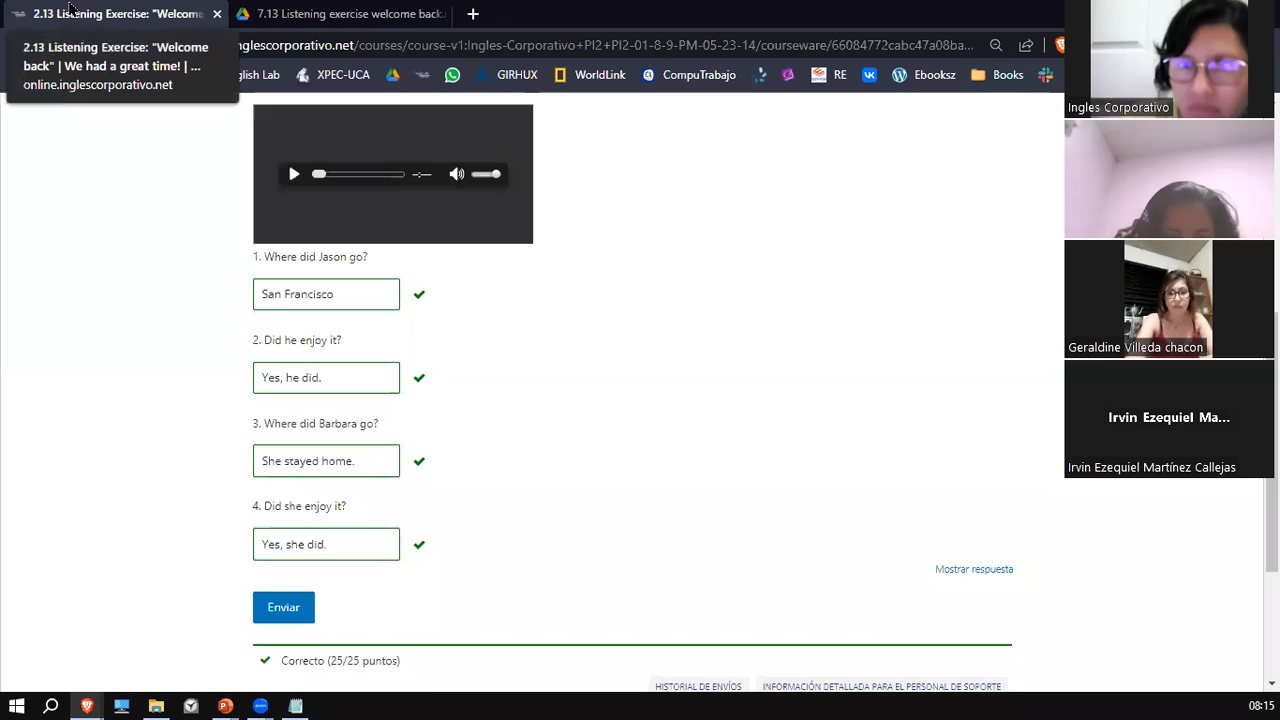 2.13 Listening Exercise: "Welcome
7.13 Listening exercise welcome back.
2.13 Listening Exercise: "Welcome
back" | We had a great time! | ...
online.inglescorporativo.net
nglescorporativo.net/courses/course-v1:Ingles-Corporativo+PI2+PI2-01-8-9-PM-05-23-14/courseware/66084772cabc47a08ba...
nglish Lab
XPEC-UCA
GIRHUX
WorldLink
CompuTrabajo
RE
Ebooksz
Books
Ingles Corporativo
Geraldine Villeda chacon
Irvin Ezequiel Ma...
Irvin Ezequiel Martínez Callejas
-:--
1. Where did Jason go?
San Francisco
2. Did he enjoy it?
Yes, he did.
3. Where did Barbara go?
She stayed home.
4. Did she enjoy it?
Yes, she did.
Mostrar respuesta
Enviar
Correcto (25/25 puntos)
HISTORIAL DE ENVÍOS
INFORMACIÓN DETALLADA PARA EL PERSONAL DE SOPORTE
08:15